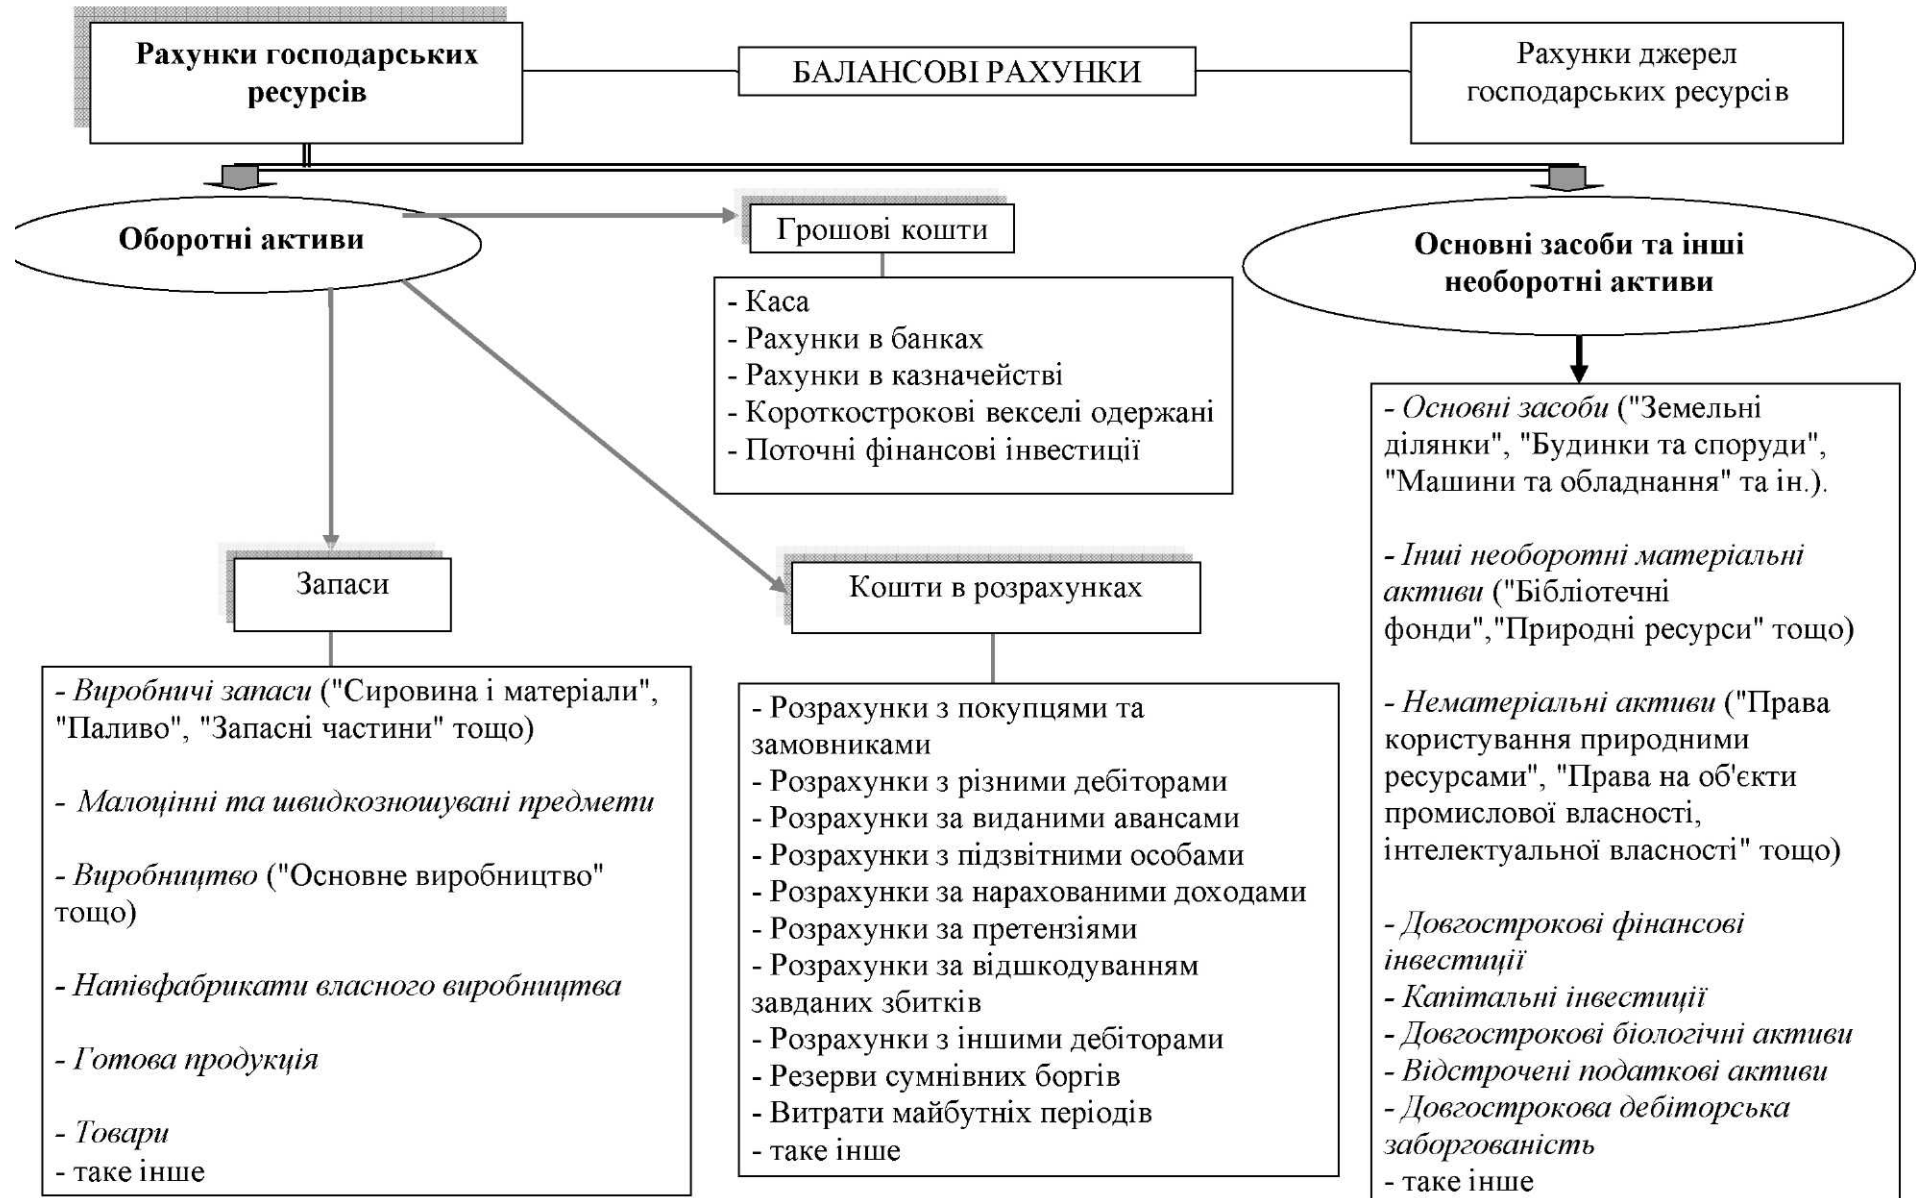 Рахунки господарських
ресурсів
БАЛАНСОВІ РАХУНКИ
Рахунки джерел
господарських ресурсів
Оборотні активи
Грошові кошти
- Каса
- Рахунки в банках
- Рахунки в казначействі
- Короткострокові векселі одержані
- Поточні фінансові інвестиції
Основні засоби та інші
необоротні активи
Запаси
- Виробничі запаси ("Сировина і матеріали",
"Паливо", "Запасні частини" тощо)
- Малоцінні та швидкозношувані предмети
- Виробництво ("Основне виробництво"
тощо)
- Напівфабрикати власного виробництва
- Готова продукція
- Товари
- таке інше
Кошти в розрахунках
- Розрахунки з покупцями та
замовниками
- Розрахунки з різними дебіторами
- Розрахунки за виданими авансами
- Розрахунки з підзвітними особами
- Розрахунки за нарахованими доходами
- Розрахунки за претензіями
- Розрахунки за відшкодуванням
завданих збитків
- Розрахунки з іншими дебіторами
- Резерви сумнівних боргів
- Витрати майбутніх періодів
- таке інше
- Основні засоби ("Земельні
ділянки", "Будинки та споруди",
"Машини та обладнання" та ін.).
- Інші необоротні матеріальні
активи ("Бібліотечні
фонди","Природні ресурси" тощо)
- Нематеріальні активи ("Права
користування природними
ресурсами", "Права на об'єкти
промислової власності,
інтелектуальної власності" тощо)
- Довгострокові фінансові
інвестиції
- Капітальні інвестиції
- Довгострокові біологічні активи
- Відстрочені податкові активи
- Довгострокова дебіторська
заборгованість
- таке інше